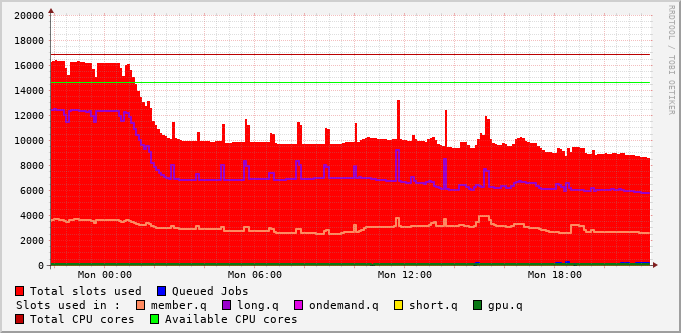 20000
18000
16000
14000
12000
10000
8000
6000
4000
2000
0
Mon 00:00 Mon 06:00 Mon 12:00 Mon 18:00
RRDTOOL / TOBI OETIKER
Total slots used Queued Jobs
Slots used in : member.q long.q ondemand.q short.q gpu.q
Total CPU cores Available CPU cores